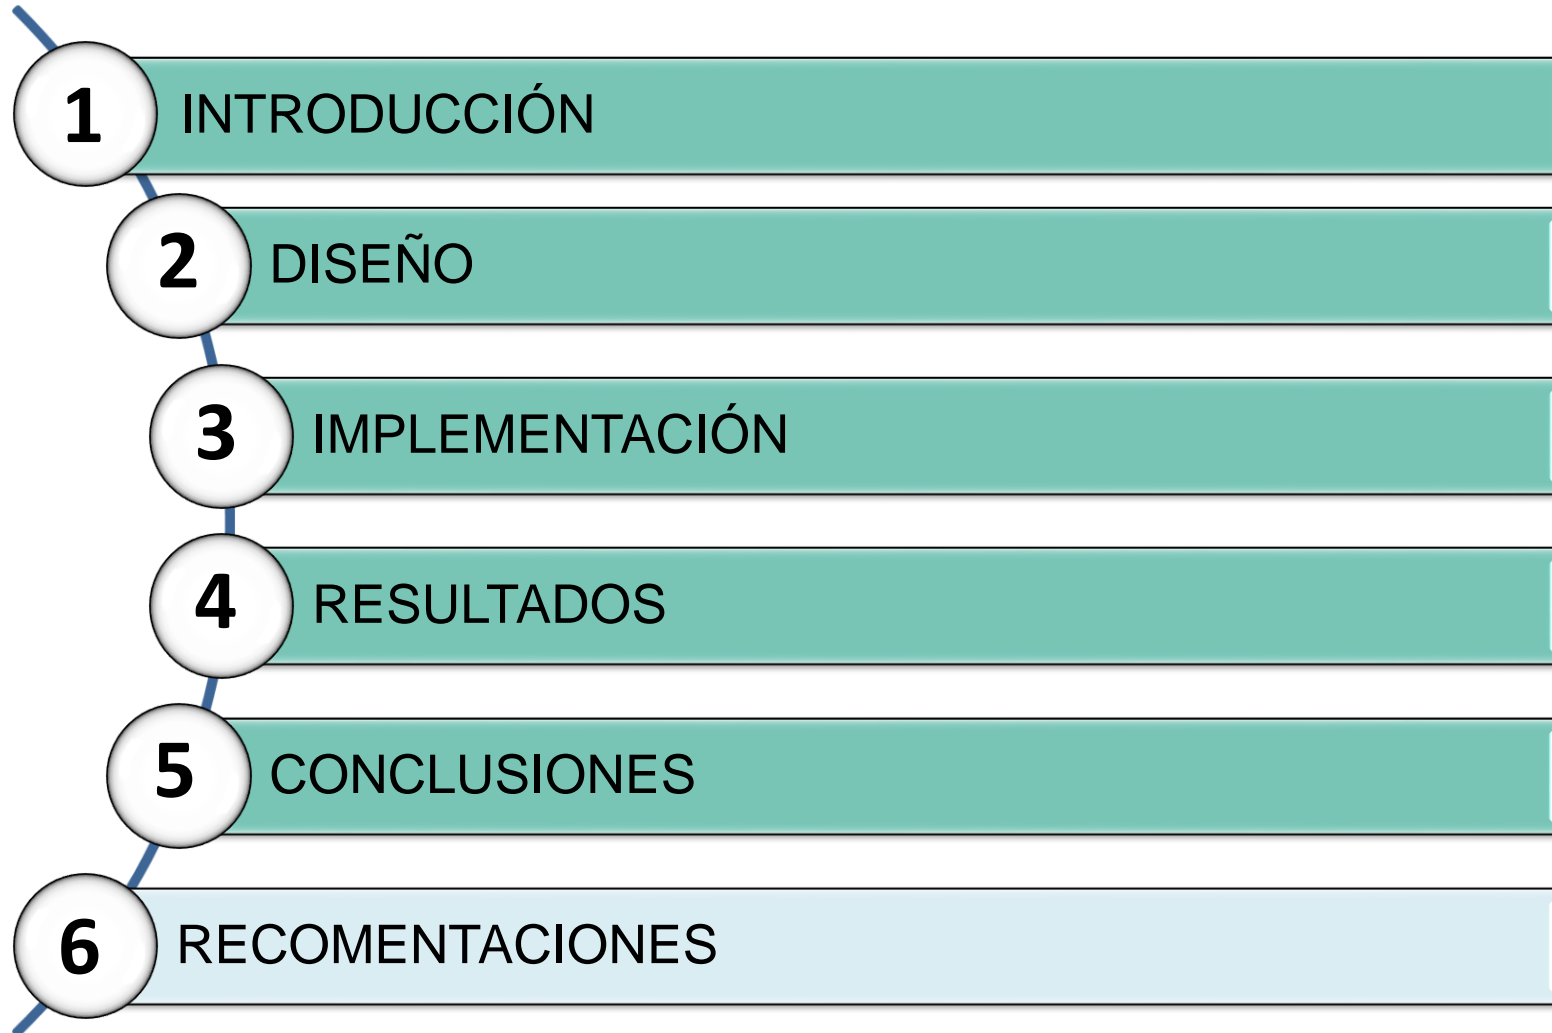 1 INTRODUCCIÓN
2 DISEÑO
3 IMPLEMENTACIÓN
4 RESULTADOS
5 CONCLUSIONES
6 RECOMENTACIONES